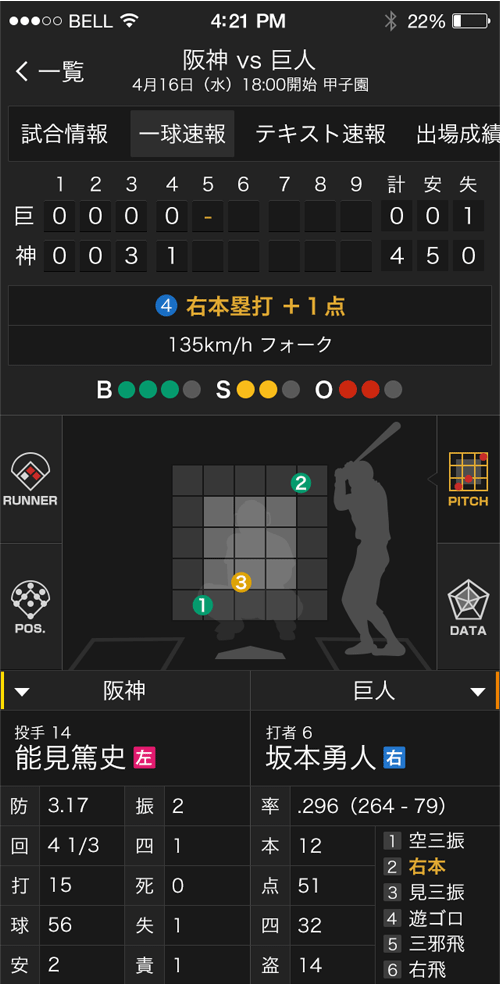 BELL 4:21 PM 22%
一覧
阪神 vs 巨人
4月16日（水）18:00開始 甲子園
試合情報 一球速報 テキスト速報 出場成績
1 2 3 4 5 6 7 8 9 計 安 失
巨 0 0 0 0 - 0 0 1
神 0 0 3 1 4 5 0
4 右本塁打 ＋1点
135km/h フォーク
B S O
RUNNER
PITCH
2
3
1
POS.
DATA
阪神 巨人
投手 14
能見篤史 左
打者 6
坂本勇人 右
防 3.17 振 2
回 4 1/3 四 1
打 15 死 0
球 56 失 1
安 2 責 1
率 .296（264 - 79）
本 12
点 51
四 32
盗 14
1 空三振
2 右本
3 見三振
4 遊ゴロ
5 三邪飛
6 右飛